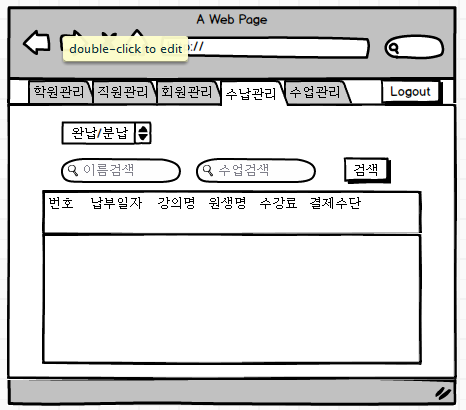 A Web Page
double-click to edit
://
학원관리 직원관리 회원관리 수납관리 수업관리 Logout
완납/분납
이름검색 수업검색 검색
번호 납부일자 강의명 원생명 수강료 결제수단